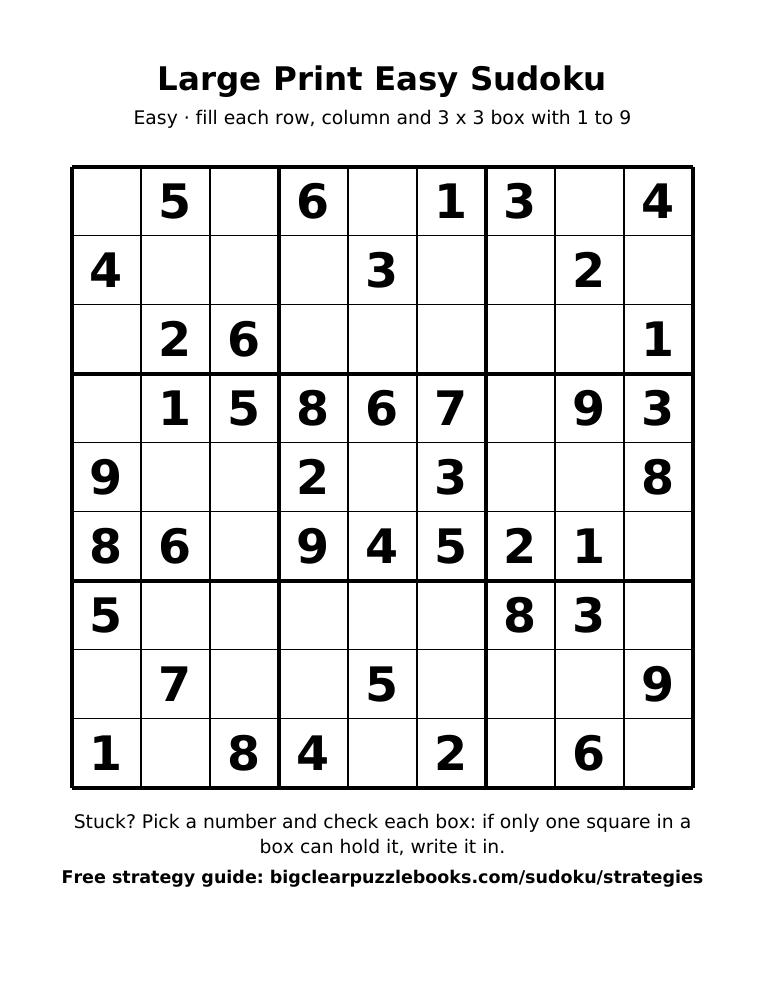 Large Print Easy Sudoku
Easy · fill each row, column and 3 x 3 box with 1 to 9
5 6 1 3 4
4 3 2
2 6 1
1 5 8 6 7 9 3
9 2 3 8
8 6 9 4 5 2 1
5 8 3
7 5 9
1 8 4 2 6
Stuck? Pick a number and check each box: if only one square in a
box can hold it, write it in.
Free strategy guide: bigclearpuzzlebooks.com/sudoku/strategies